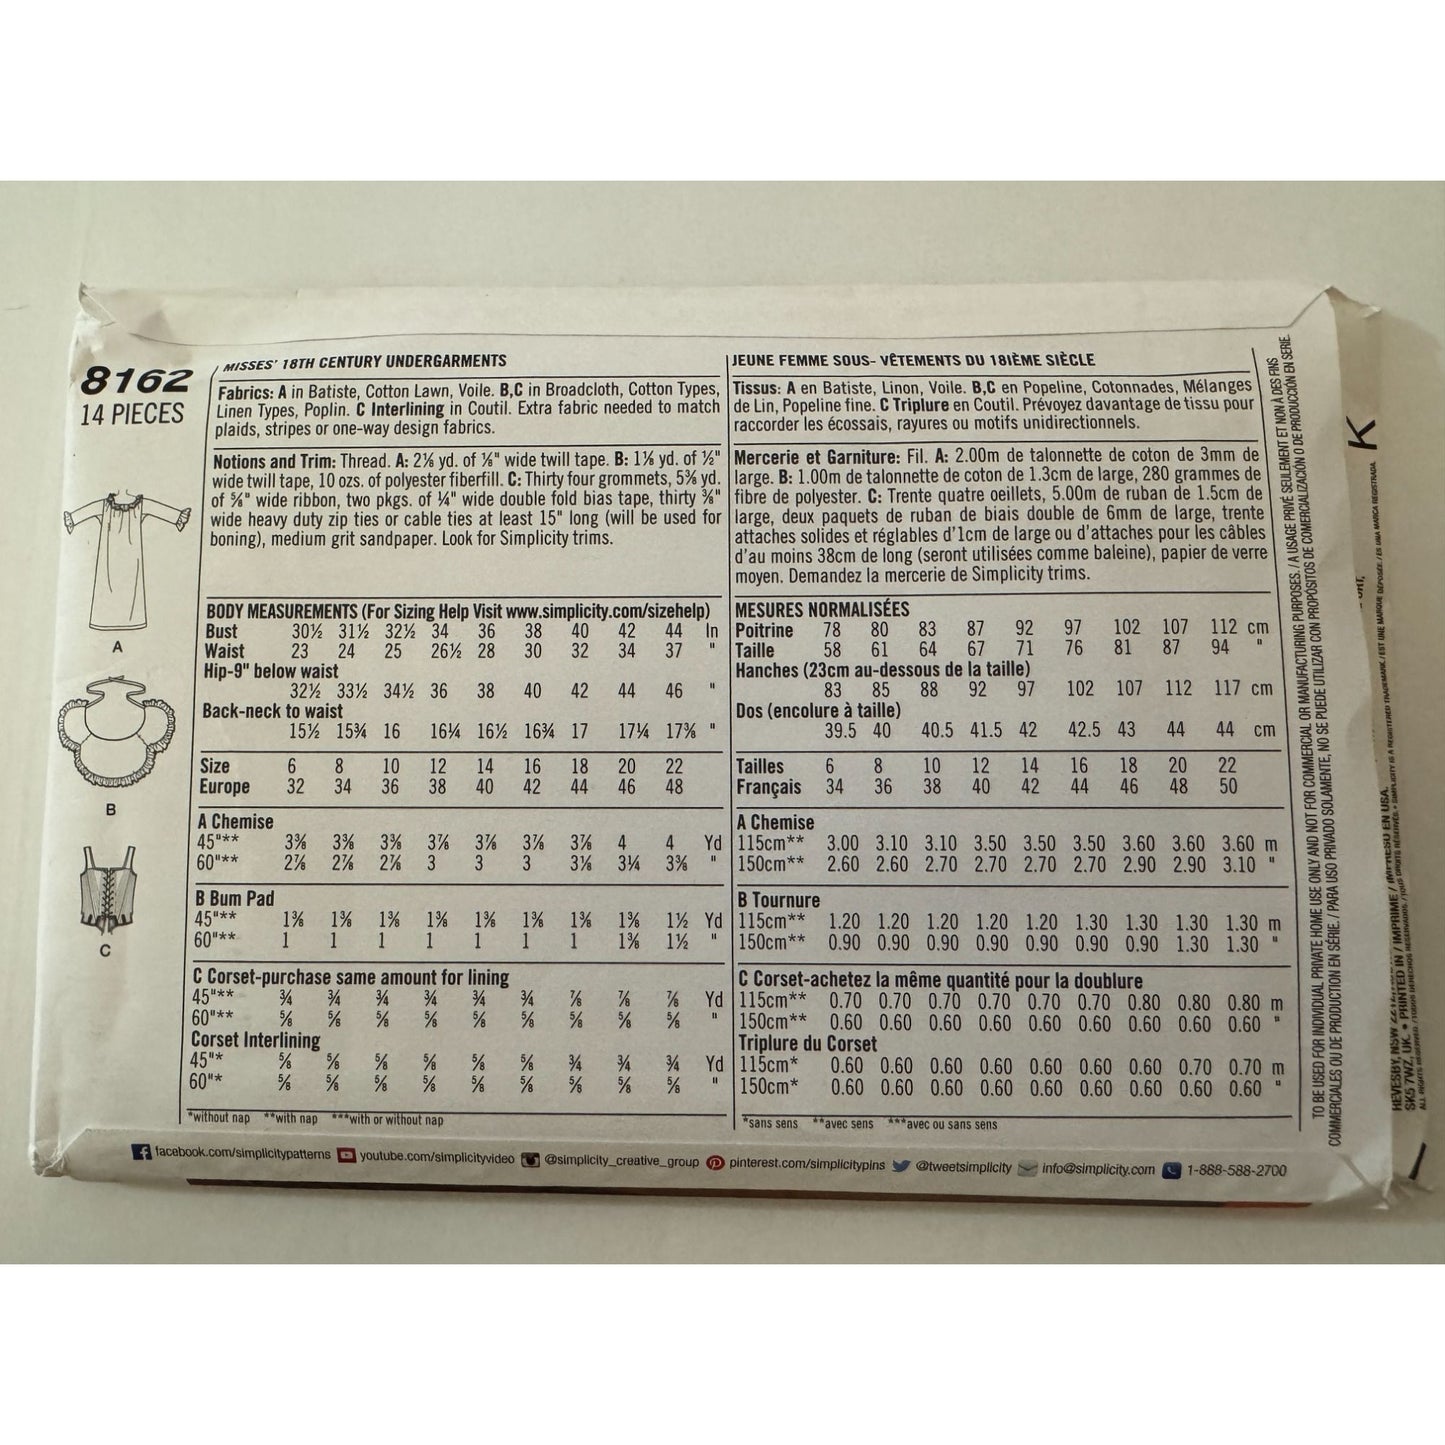 8162
14 PIECES
A
B
C
MISSES' 18TH CENTURY UNDERGARMENTS
Fabrics: A in Batiste, Cotton Lawn, Voile. B,C in Broadcloth, Cotton Types,
Linen Types, Poplin. C Interlining in Coutil. Extra fabric needed to match
plaids, stripes or one-way design fabrics.
Notions and Trim: Thread. A: 2⅛ yd. of ⅛" wide twill tape. B: 1⅛ yd. of ½"
wide twill tape, 10 ozs. of polyester fiberfill. C: Thirty four grommets, 5⅜ yd.
of ⅝" wide ribbon, two pkgs. of ¼" wide double fold bias tape, thirty ⅜"
wide heavy duty zip ties or cable ties at least 15" long (will be used for
boning), medium grit sandpaper. Look for Simplicity trims.
BODY MEASUREMENTS (For Sizing Help Visit www.simplicity.com/sizehelp)
Bust 30½ 31½ 32½ 34 36 38 40 42 44 In
Waist 23 24 25 26½ 28 30 32 34 37 "
Hip-9" below waist
32½ 33½ 34½ 36 38 40 42 44 46 "
Back-neck to waist
15½ 15¾ 16 16¼ 16½ 16¾ 17 17¼ 17⅜ "
Size 6 8 10 12 14 16 18 20 22
Europe 32 34 36 38 40 42 44 46 48
A Chemise
45"** 3⅜ 3⅜ 3⅜ 3⅞ 3⅞ 3⅞ 3⅞ 4 4 Yd
60"** 2⅞ 2⅞ 2⅞ 3 3 3 3⅛ 3¼ 3⅜ "
B Bum Pad
45"** 1⅜ 1⅜ 1⅜ 1⅜ 1⅜ 1⅜ 1⅜ 1⅜ 1½ Yd
60"** 1 1 1 1 1 1 1 1⅜ 1½ "
C Corset-purchase same amount for lining
45"** ¾ ¾ ¾ ¾ ¾ ¾ ⅞ ⅞ ⅞ Yd
60"** ⅝ ⅝ ⅝ ⅝ ⅝ ⅝ ⅝ ⅝ ⅝ "
Corset Interlining
45"* ⅝ ⅝ ⅝ ⅝ ⅝ ⅝ ¾ ¾ ¾ Yd
60"* ⅝ ⅝ ⅝ ⅝ ⅝ ⅝ ⅝ ⅝ ⅝ "
*without nap **with nap ***with or without nap
JEUNE FEMME SOUS- VÊTEMENTS DU 18IÈME SIÈCLE
Tissus: A en Batiste, Linon, Voile. B,C en Popeline, Cotonnades, Mélanges
de Lin, Popeline fine. C Triplure en Coutil. Prévoyez davantage de tissu pour
raccorder les écossais, rayures ou motifs unidirectionnels.
Mercerie et Garniture: Fil. A: 2.00m de talonnette de coton de 3mm de
large. B: 1.00m de talonnette de coton de 1.3cm de large, 280 grammes de
fibre de polyester. C: Trente quatre oeillets, 5.00m de ruban de 1.5cm de
large, deux paquets de ruban de biais double de 6mm de large, trente
attaches solides et réglables d'1cm de large ou d'attaches pour les câbles
d'au moins 38cm de long (seront utilisées comme baleine), papier de verre
moyen. Demandez la mercerie de Simplicity trims.
MESURES NORMALISÉES
Poitrine 78 80 83 87 92 97 102 107 112 cm
Taille 58 61 64 67 71 76 81 87 94 "
Hanches (23cm au-dessous de la taille)
83 85 88 92 97 102 107 112 117 cm
Dos (encolure à taille)
39.5 40 40.5 41.5 42 42.5 43 44 44 cm
Tailles 6 8 10 12 14 16 18 20 22
Français 34 36 38 40 42 44 46 48 50
A Chemise
115cm** 3.00 3.10 3.10 3.50 3.50 3.50 3.60 3.60 3.60 m
150cm** 2.60 2.60 2.70 2.70 2.70 2.70 2.90 2.90 3.10 "
B Tournure
115cm** 1.20 1.20 1.20 1.20 1.20 1.30 1.30 1.30 1.30 m
150cm** 0.90 0.90 0.90 0.90 0.90 0.90 0.90 1.30 1.30 "
C Corset-achetez la même quantité pour la doublure
115cm** 0.70 0.70 0.70 0.70 0.70 0.70 0.80 0.80 0.80 m
150cm** 0.60 0.60 0.60 0.60 0.60 0.60 0.60 0.60 0.60 "
Triplure du Corset
115cm* 0.60 0.60 0.60 0.60 0.60 0.60 0.60 0.70 0.70 m
150cm* 0.60 0.60 0.60 0.60 0.60 0.60 0.60 0.60 0.60 "
*sans sens **avec sens ***avec ou sans sens
TO BE USED FOR INDIVIDUAL PRIVATE HOME USE ONLY AND NOT FOR COMMERCIAL OR MANUFACTURING PURPOSES. / A USAGE PRIVÉ SEULEMENT ET NON À DES FINS
COMMERCIALES OU DE PRODUCTION EN SÉRIE. / PARA USO PRIVADO SOLAMENTE, NO SE PUEDE UTILIZAR CON PROPÓSITOS DE COMERCIALIZACIÓN O DE PRODUCCIÓN EN SERIE.
K
SK5 7WZ, UK. • PRINTED IN / IMPRIME / IMPRESO EN USA.
facebook.com/simplicitypatterns youtube.com/simplicityvideo @simplicity_creative_group pinterest.com/simplicitypins @tweetsimplicity info@simplicity.com 1-888-588-2700